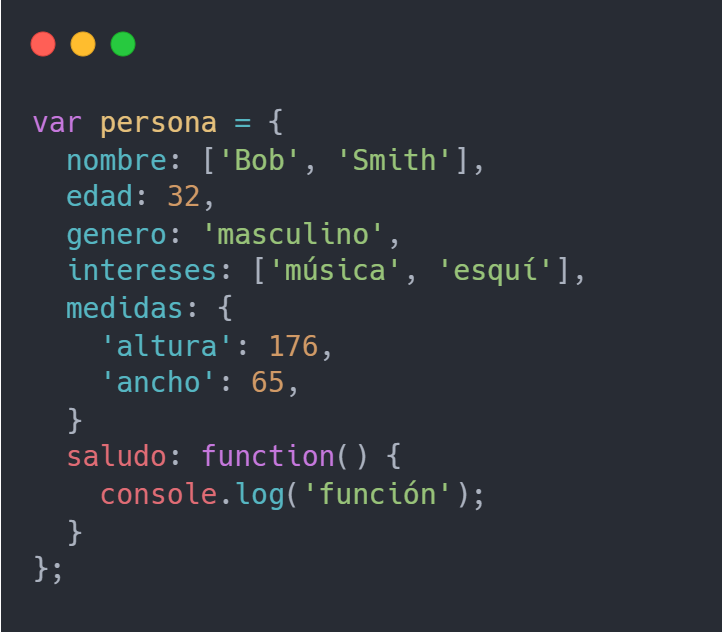 var persona = {
  nombre: ['Bob', 'Smith'],
  edad: 32,
  genero: 'masculino',
  intereses: ['música', 'esquí'],
  medidas: {
    'altura': 176,
    'ancho': 65,
  }
  saludo: function() {
    console.log('función');
  }
};